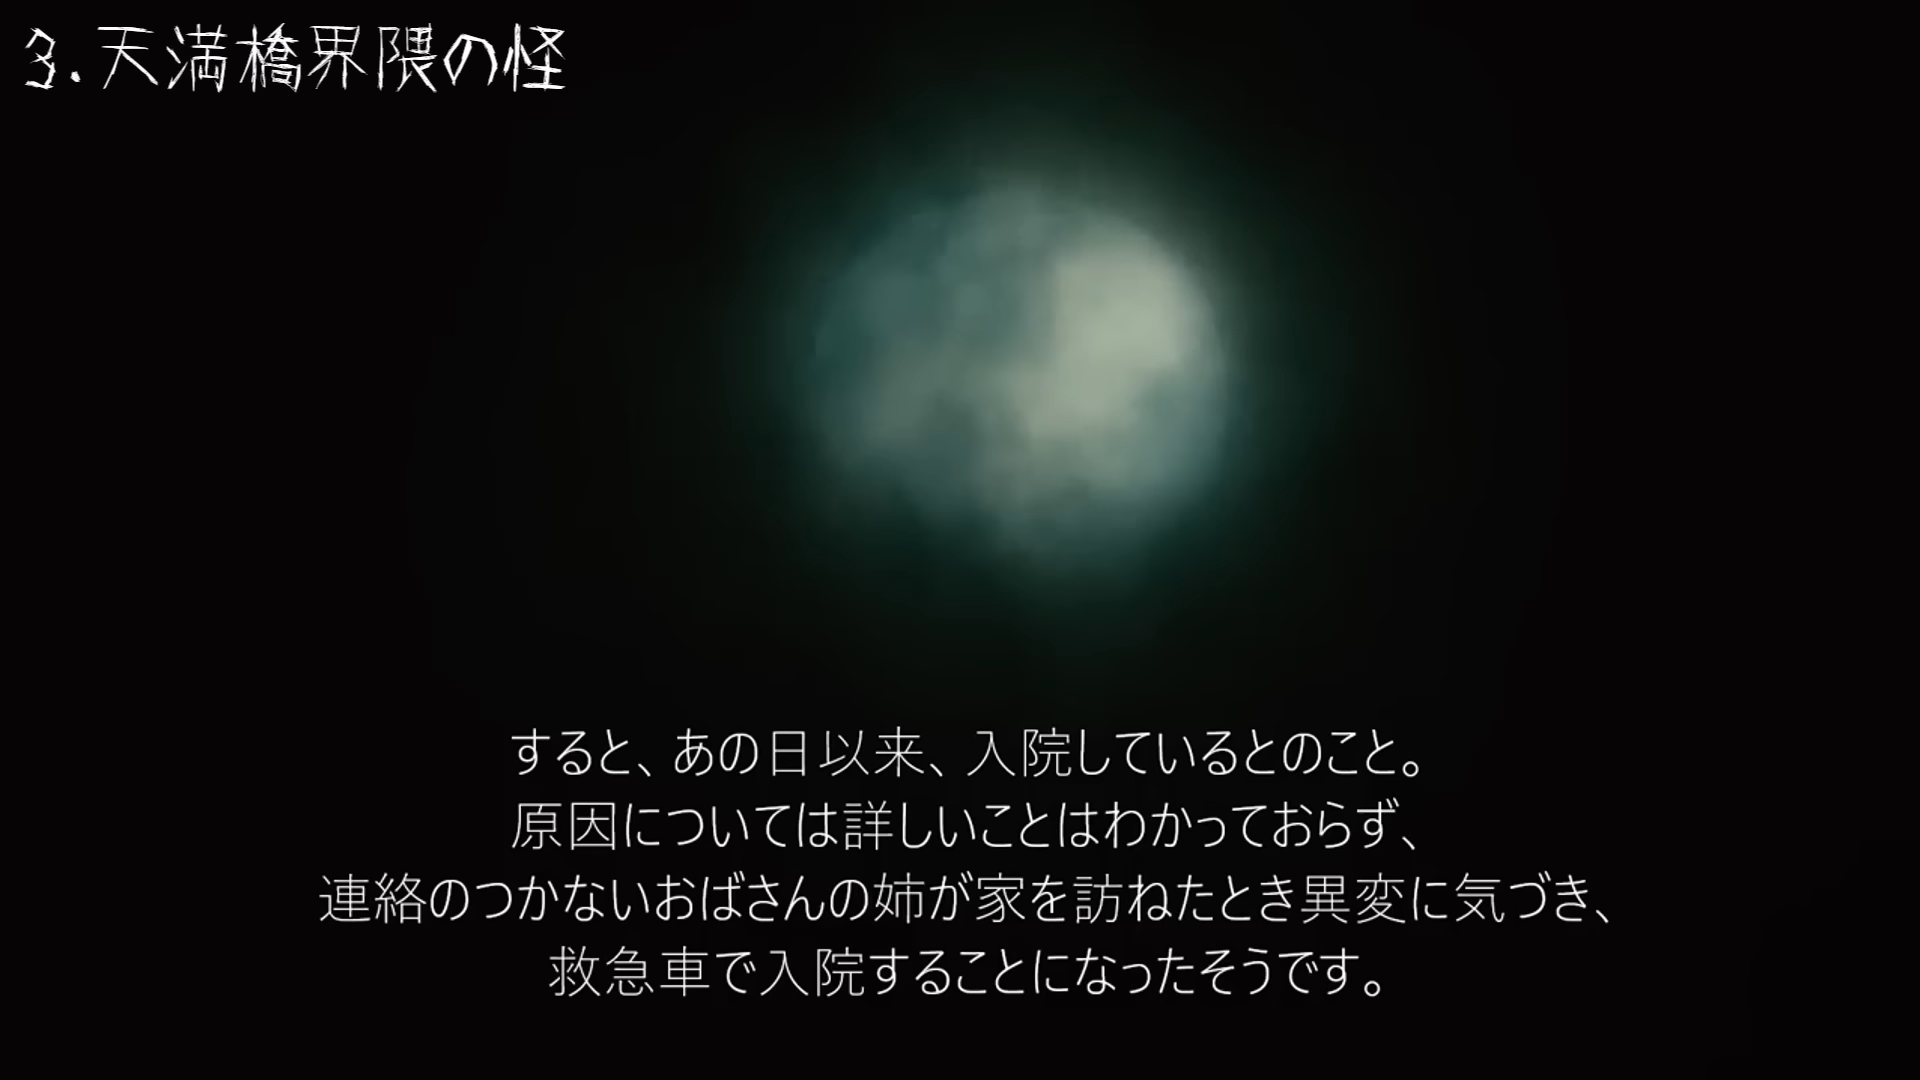 3.天満橋界隈の怪
すると、あの日以来、入院しているとのこと。
原因については詳しいことはわかっておらず、
連絡のつかないおばさんの姉が家を訪ねたとき異変に気づき、
救急車で入院することになったそうです。